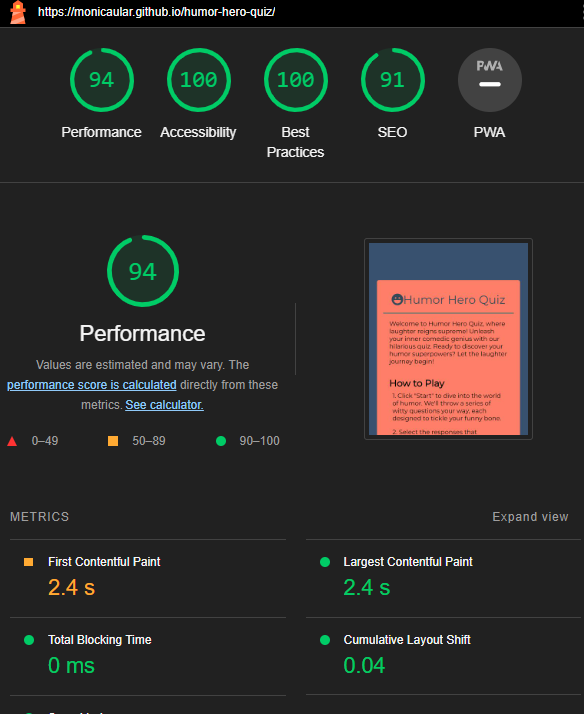 https://monicaular.github.io/humor-hero-quiz/
94
100
100
91
PWA
Performance
Accessibility
Best
Practices
SEO
PWA
94
Performance
Values are estimated and may vary. The
performance score is calculated directly from these
metrics. See calculator.
0–49
50–89
90–100
Humor Hero Quiz
Welcome to Humor Hero Quiz, where
laughter reigns supreme! Unleash
your inner comedic genius with our
hilarious quiz. Ready to discover your
humor superpowers? Let the laughter
journey begin!
How to Play
1. Click "Start" to dive into the world
of humor. We'll throw a series of
witty questions your way, each
designed to tickle your funny bone.
2. Select the responses that
METRICS
Expand view
First Contentful Paint
2.4 s
Largest Contentful Paint
2.4 s
Total Blocking Time
0 ms
Cumulative Layout Shift
0.04